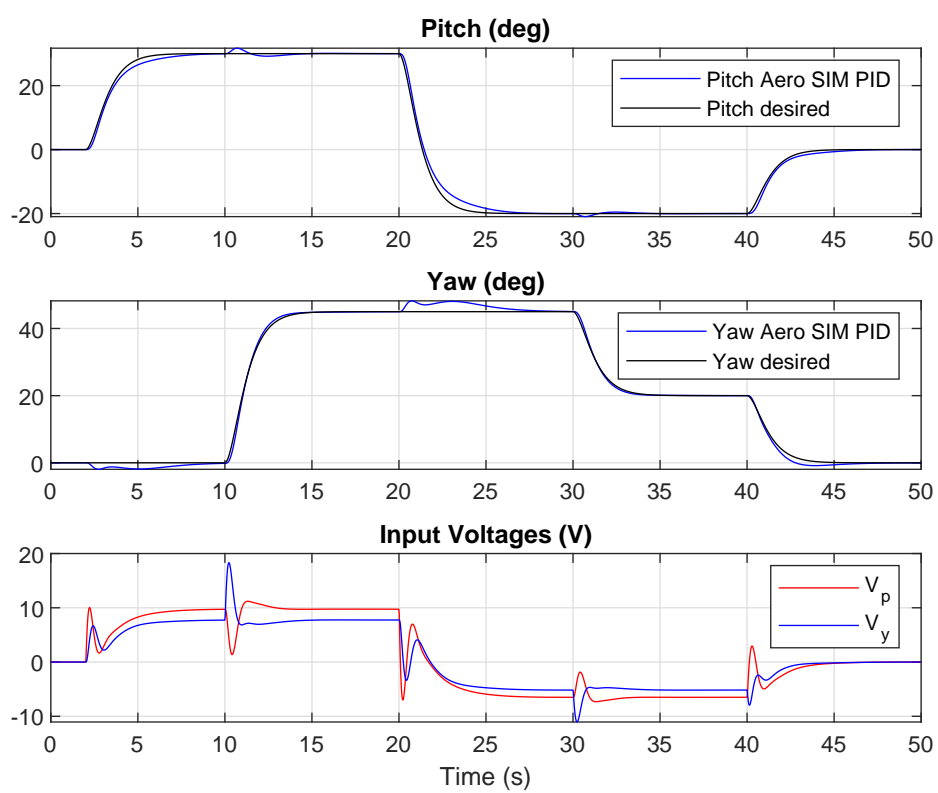 Pitch (deg)
20
0
-20
Pitch Aero SIM PID
Pitch desired
0 5 10 15 20 25 30 35 40 45 50
Yaw (deg)
40
20
0
Yaw Aero SIM PID
Yaw desired
0 5 10 15 20 25 30 35 40 45 50
Input Voltages (V)
20
10
0
-10
V_p
V_y
0 5 10 15 20 25 30 35 40 45 50
Time (s)